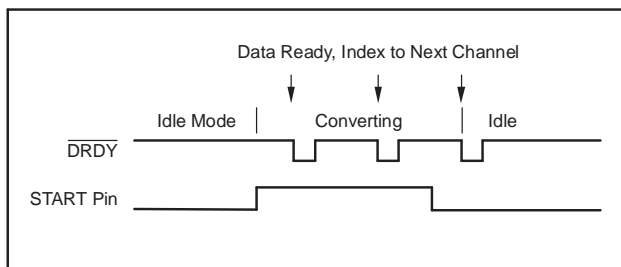 Data Ready, Index to Next Channel
Idle Mode Converting Idle
DRDY
START Pin